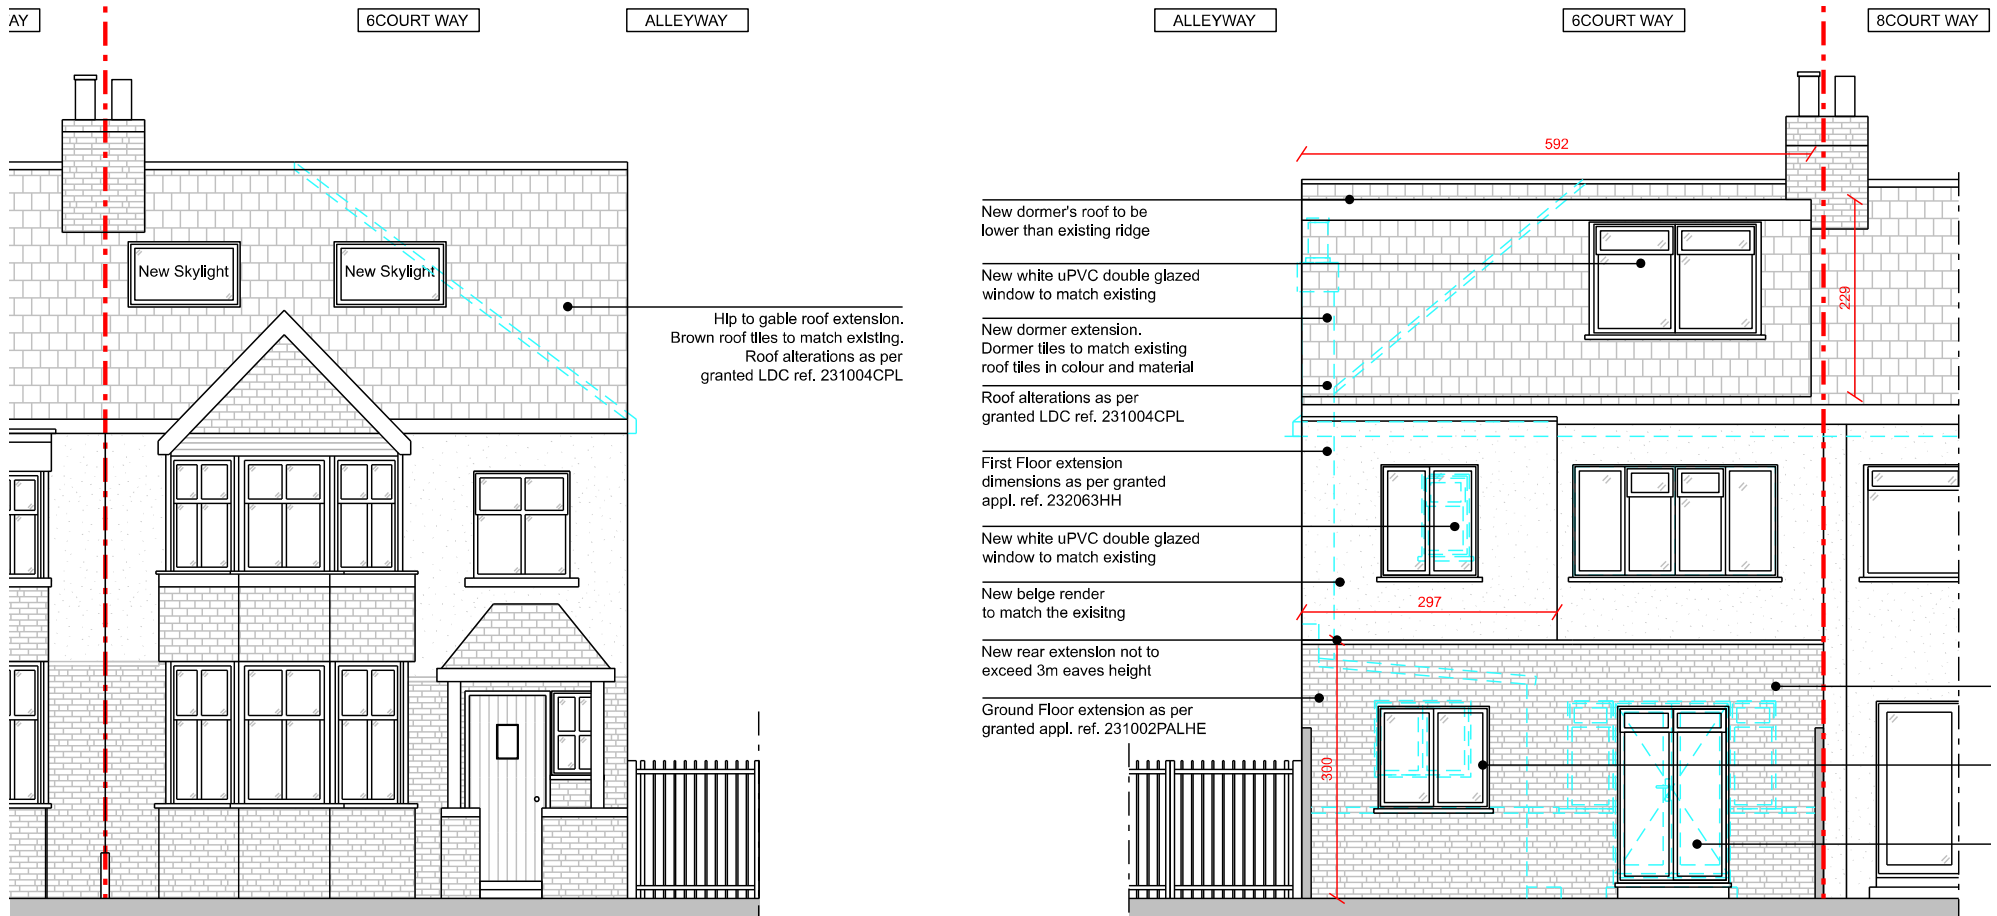 AY
6COURT WAY
ALLEYWAY
New Skylight
New Skylight
Hip to gable roof extension.
Brown roof tiles to match existing.
Roof alterations as per
granted LDC ref. 231004CPL
ALLEYWAY
6COURT WAY
8COURT WAY
592
229
297
300
New dormer's roof to be
lower than existing ridge
New white uPVC double glazed
window to match existing
New dormer extension.
Dormer tiles to match existing
roof tiles in colour and material
Roof alterations as per
granted LDC ref. 231004CPL
First Floor extension
dimensions as per granted
appl. ref. 232063HH
New white uPVC double glazed
window to match existing
New beige render
to match the exisitng
New rear extension not to
exceed 3m eaves height
Ground Floor extension as per
granted appl. ref. 231002PALHE